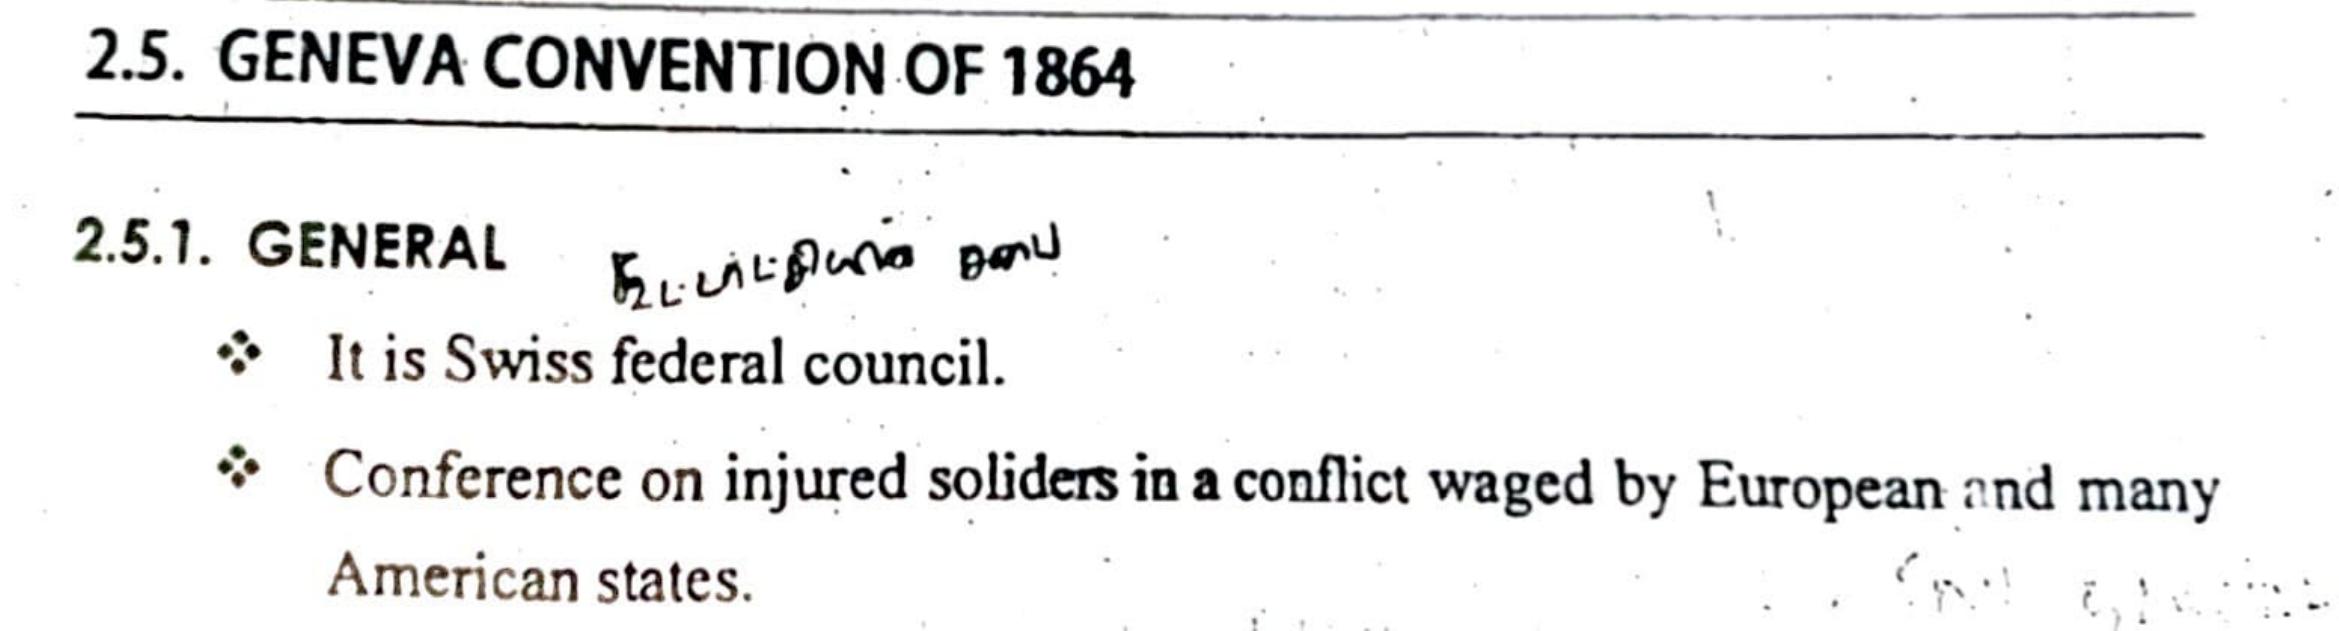 2.5. GENEVA CONVENTION OF 1864
2.5.1. GENERAL
❖ It is Swiss federal council.
❖ Conference on injured soliders in a conflict waged by European and many
American states.